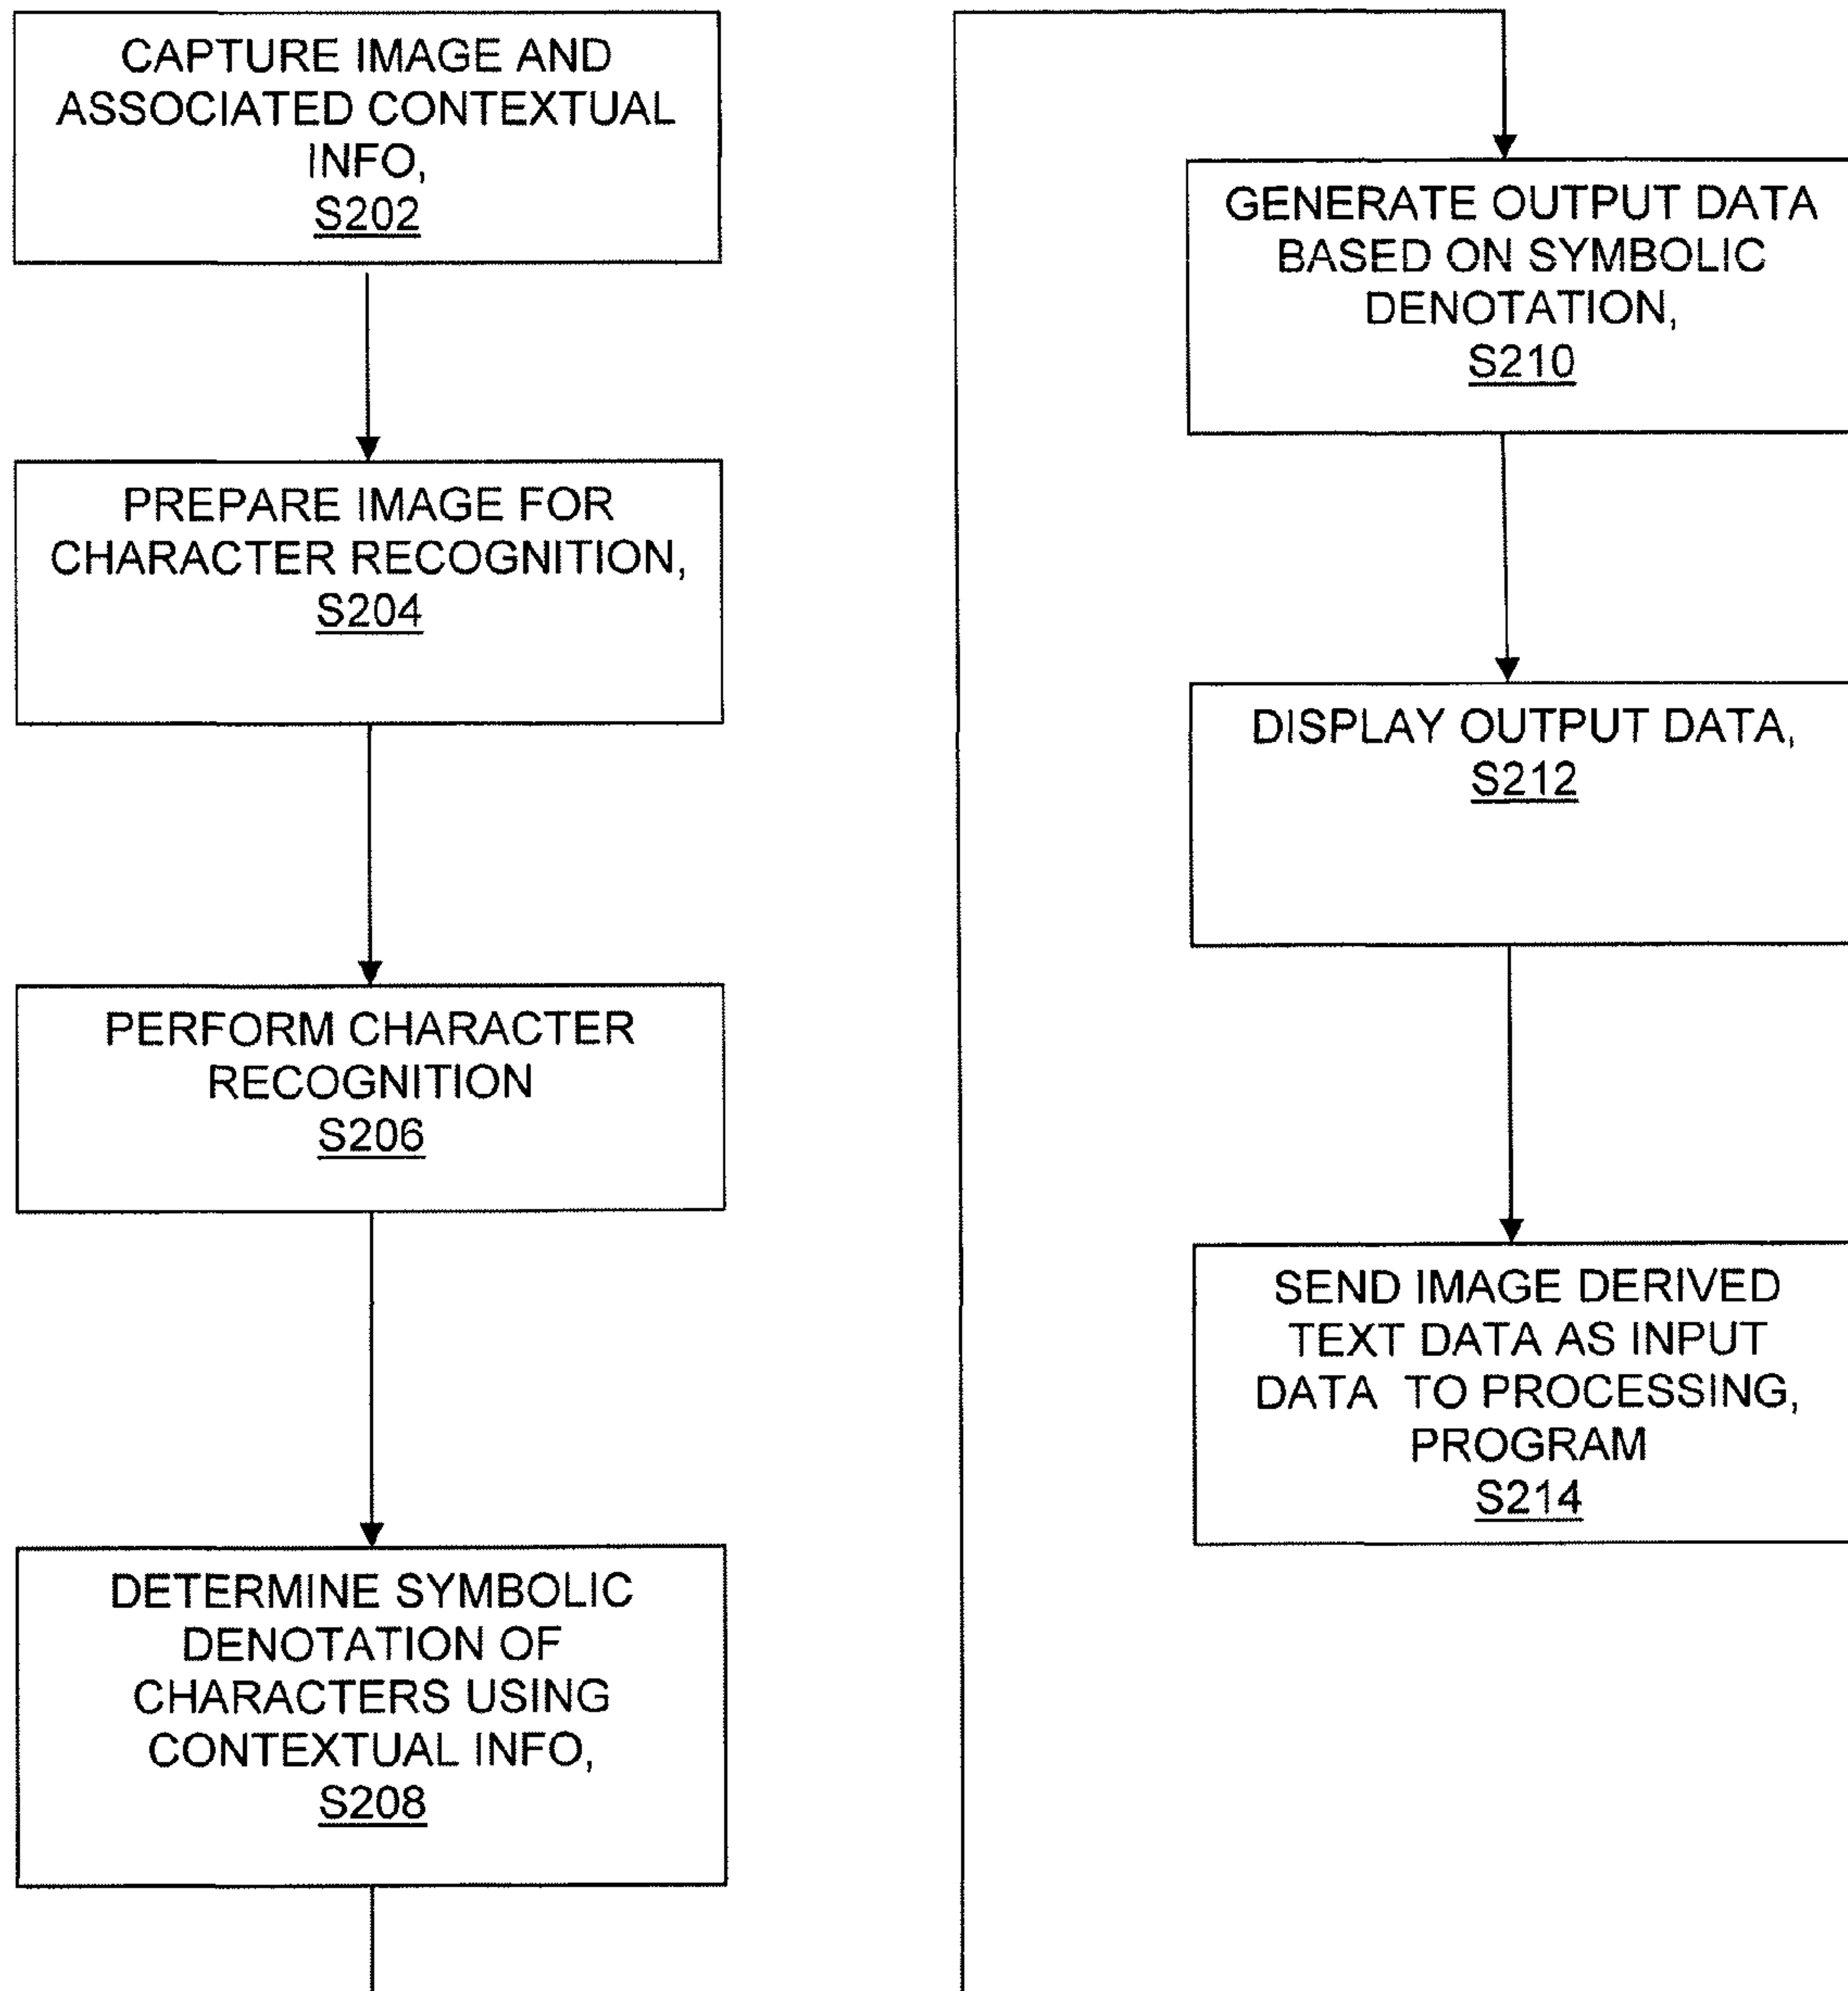 CAPTURE IMAGE AND
ASSOCIATED CONTEXTUAL
INFO,
S202
PREPARE IMAGE FOR
CHARACTER RECOGNITION,
S204
PERFORM CHARACTER
RECOGNITION
S206
DETERMINE SYMBOLIC
DENOTATION OF
CHARACTERS USING
CONTEXTUAL INFO,
S208
GENERATE OUTPUT DATA
BASED ON SYMBOLIC
DENOTATION,
S210
DISPLAY OUTPUT DATA,
S212
SEND IMAGE DERIVED
TEXT DATA AS INPUT
DATA TO PROCESSING,
PROGRAM
S214